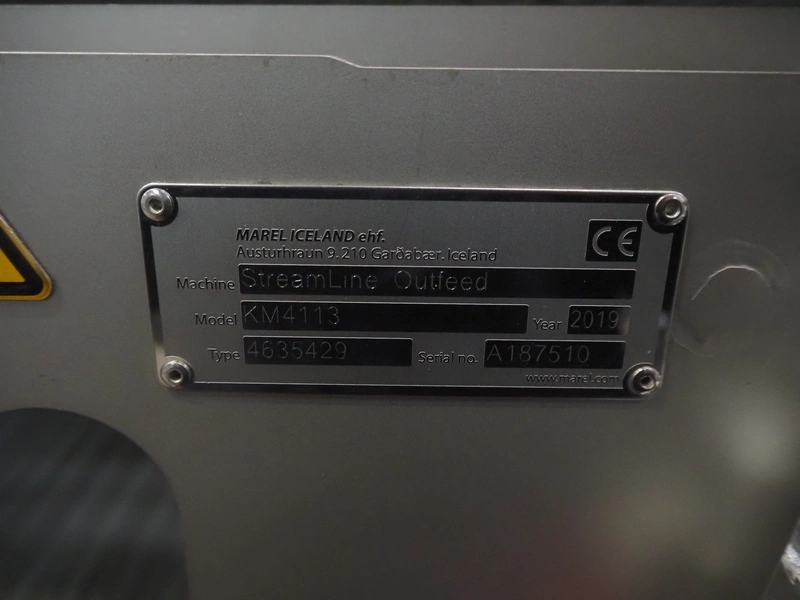 MAREL ICELAND ehf.
Austurhraun 9, 210 Garðabær, Iceland
CE
Machine StreamLine Outfeed
Model KM4113 Year 2019
Type 4635429 Serial no. A187510
www.marel.com